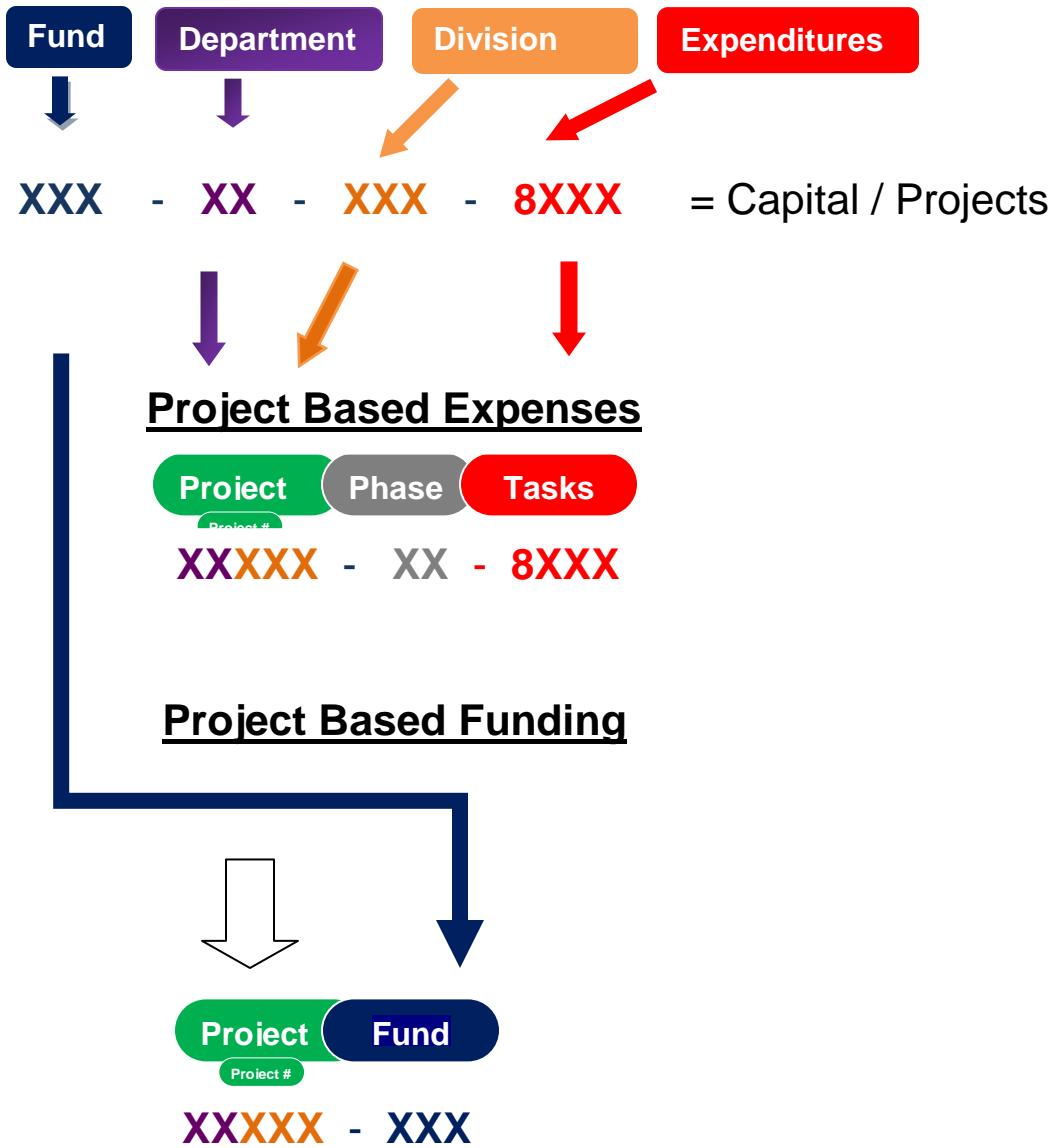 Fund Department Division Expenditures
XXX - XX - XXX - 8XXX = Capital / Projects
Project Based Expenses
Project Phase Tasks
Project #
XXXXX - XX - 8XXX
Project Based Funding
Project Fund
Project #
XXXXX - XXX